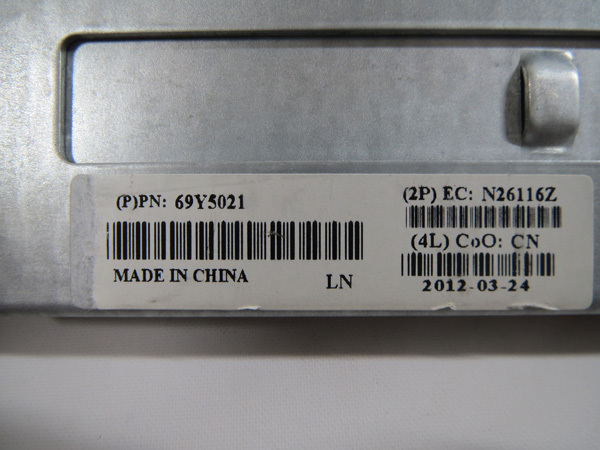 (P)PN: 69Y5021
MADE IN CHINA
LN
(2P) EC: N26116Z
(4L) CoO: CN
2012-03-24